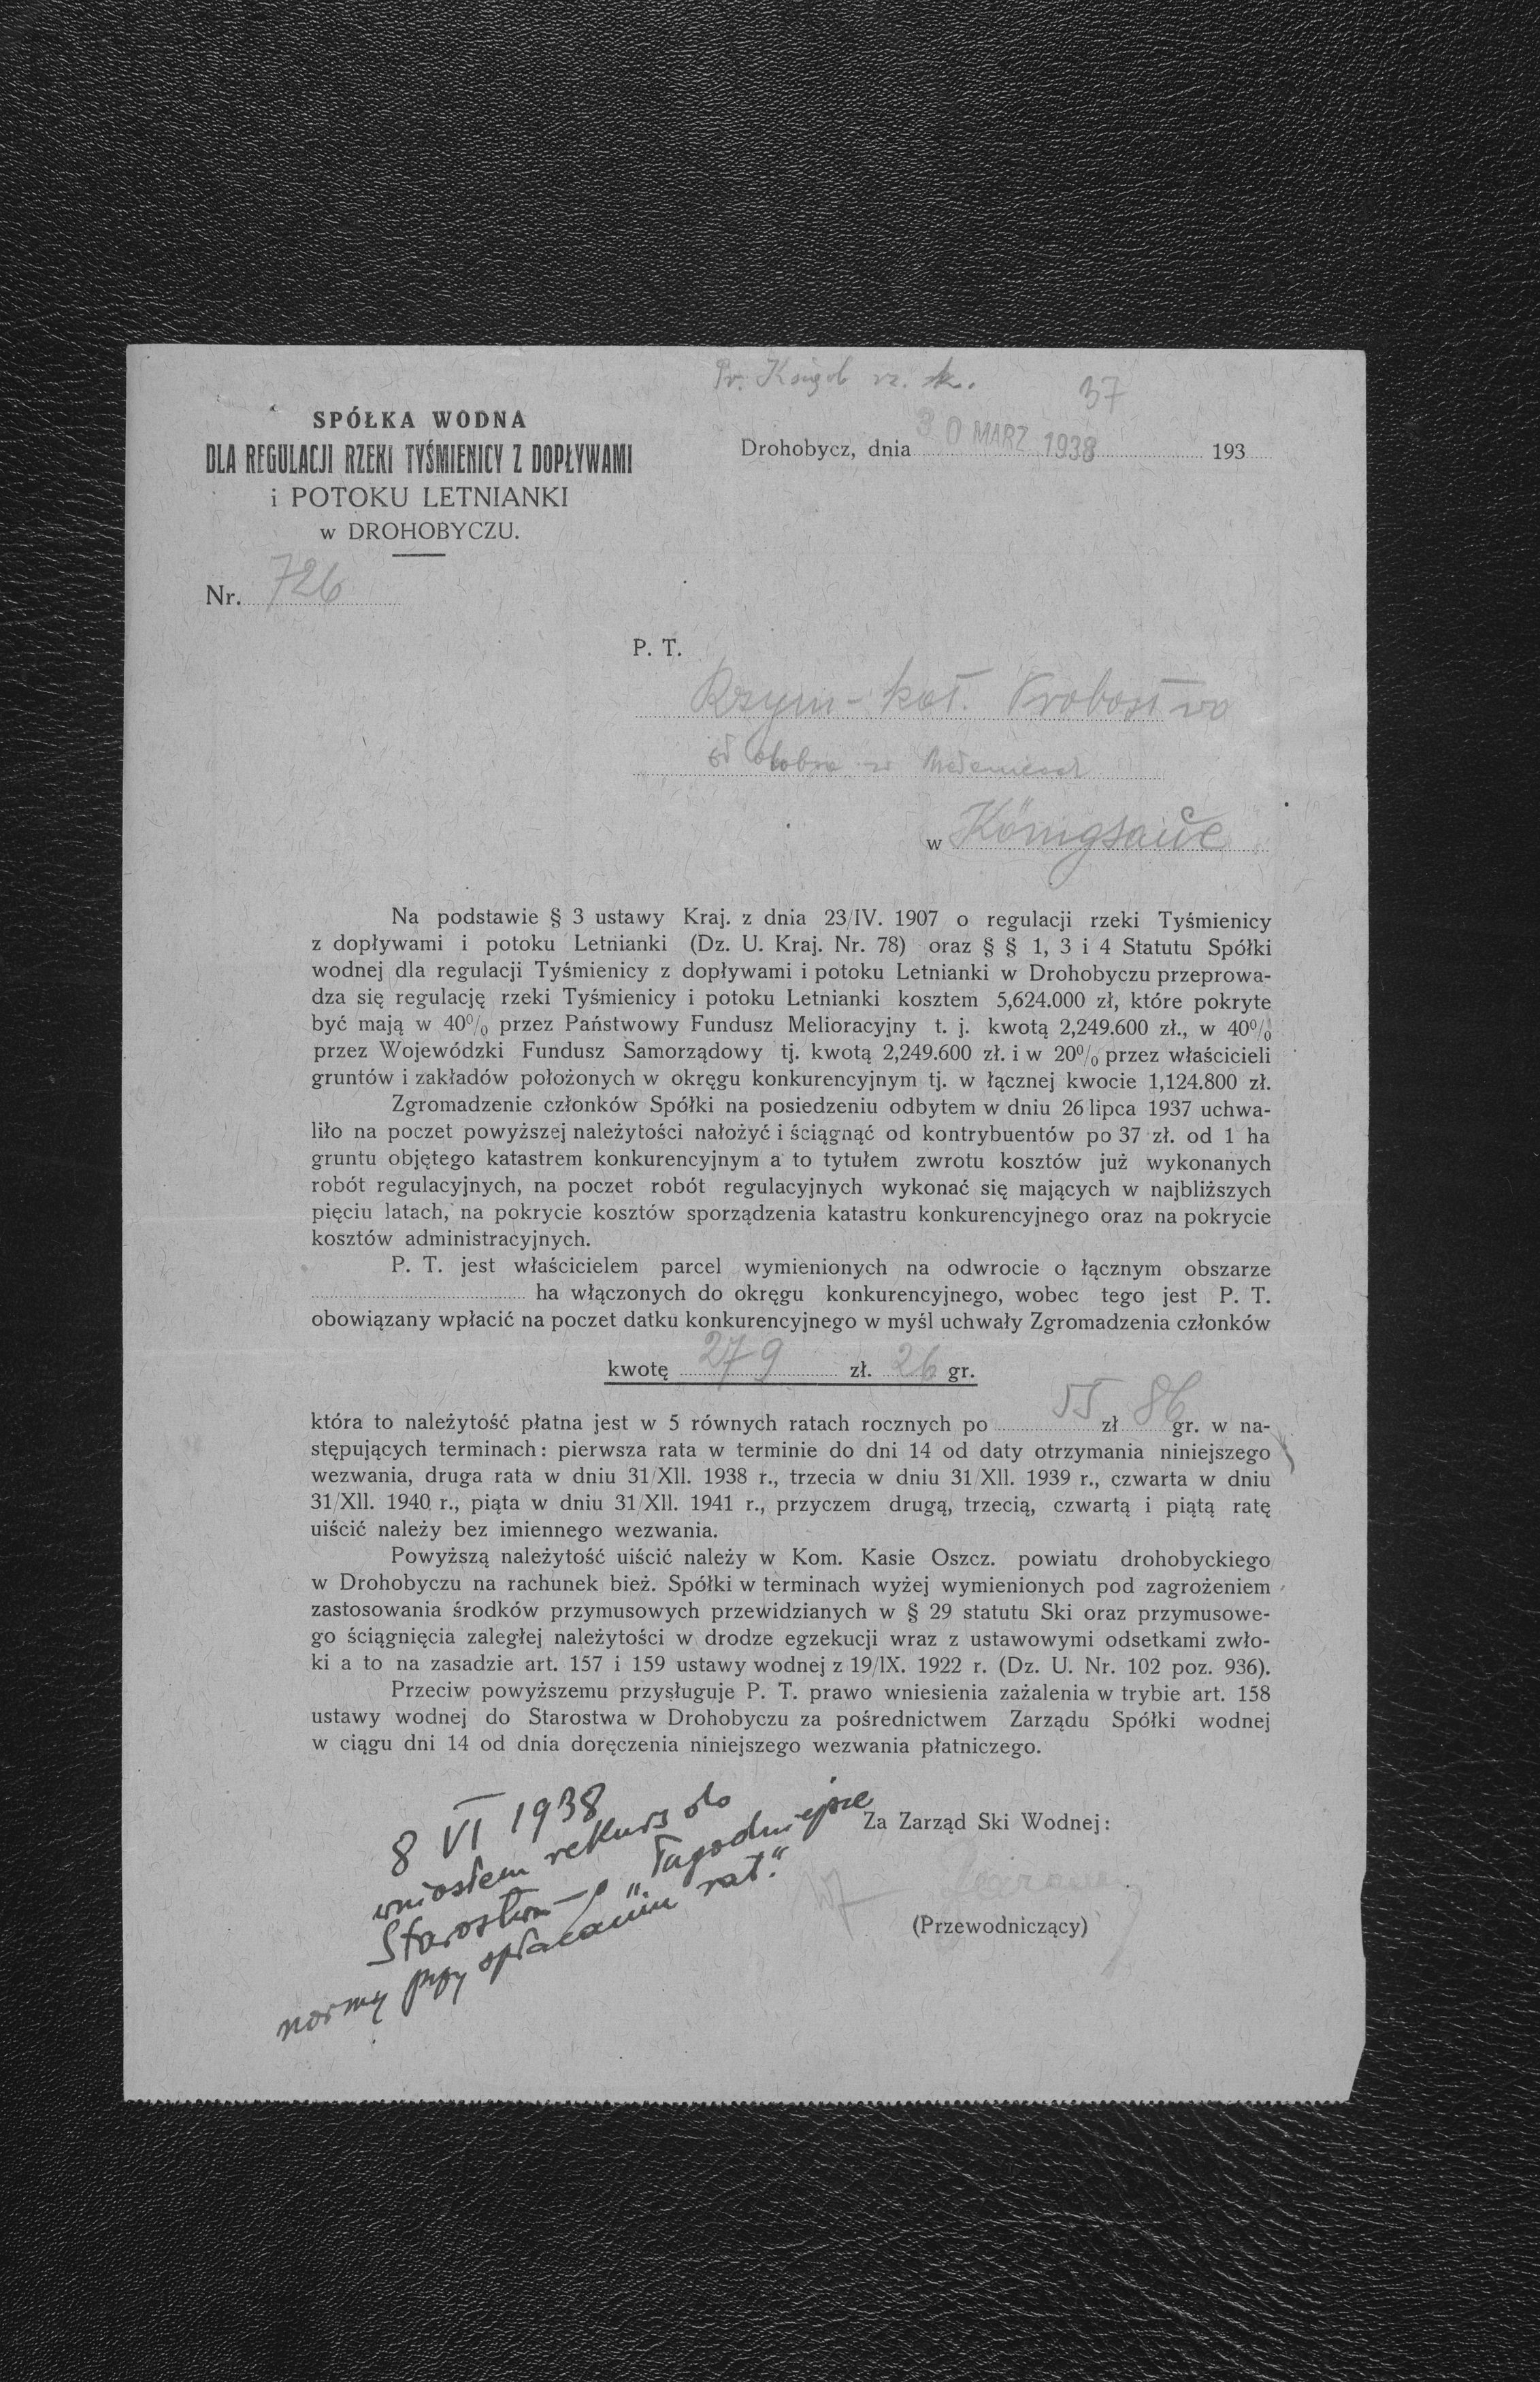 Pr. Ksiąg
37
SPÓŁKA WODNA
DLA REGULACJI RZEKI TYŚMIENICY Z DOPŁYWAMI
i POTOKU LETNIANKI
w DROHOBYCZU.
Drohobycz, dnia 30 MARZ 1938 193
Nr. 726
P. T.
Rzym-kat. Probostwo
w
w Königsau
Na podstawie § 3 ustawy Kraj. z dnia 23/IV. 1907 o regulacji rzeki Tyśmienicy
z dopływami i potoku Letnianki (Dz. U. Kraj. Nr. 78) oraz § § 1, 3 i 4 Statutu Spółki
wodnej dla regulacji Tyśmienicy z dopływami i potoku Letnianki w Drohobyczu przeprowa-
dza się regulację rzeki Tyśmienicy i potoku Letnianki kosztem 5,624.000 zł, które pokryte
być mają w 40% przez Państwowy Fundusz Melioracyjny t. j. kwotą 2,249.600 zł., w 40%
przez Wojewódzki Fundusz Samorządowy tj. kwotą 2,249.600 zł. i w 20% przez właścicieli
gruntów i zakładów położonych w okręgu konkurencyjnym tj. w łącznej kwocie 1,124.800 zł.
Zgromadzenie członków Spółki na posiedzeniu odbytem w dniu 26 lipca 1937 uchwa-
liło na poczet powyższej należytości nałożyć i ściągnąć od kontrybuentów po 37 zł. od 1 ha
gruntu objętego katastrem konkurencyjnym a to tytułem zwrotu kosztów już wykonanych
robót regulacyjnych, na poczet robót regulacyjnych wykonać się mających w najbliższych
pięciu latach, na pokrycie kosztów sporządzenia katastru konkurencyjnego oraz na pokrycie
kosztów administracyjnych.
P. T. jest właścicielem parcel wymienionych na odwrocie o łącznym obszarze
ha włączonych do okręgu konkurencyjnego, wobec tego jest P. T.
obowiązany wpłacić na poczet datku konkurencyjnego w myśl uchwały Zgromadzenia członków
kwotę 279 zł. 26 gr.
która to należytość płatna jest w 5 równych ratach rocznych po 55 zł 86 gr. w na-
stępujących terminach: pierwsza rata w terminie do dni 14 od daty otrzymania niniejszego
wezwania, druga rata w dniu 31/XII. 1938 r., trzecia w dniu 31/XII. 1939 r., czwarta w dniu
31/XII. 1940 r., piąta w dniu 31/XII. 1941 r., przyczem drugą, trzecią, czwartą i piątą ratę
uiścić należy bez imiennego wezwania.
Powyższą należytość uiścić należy w Kom. Kasie Oszcz. powiatu drohobyckiego
w Drohobyczu na rachunek bież. Spółki w terminach wyżej wymienionych pod zagrożeniem
zastosowania środków przymusowych przewidzianych w § 29 statutu Ski oraz przymusowe-
go ściągnięcia zaległej należytości w drodze egzekucji wraz z ustawowymi odsetkami zwło-
ki a to na zasadzie art. 157 i 159 ustawy wodnej z 19/IX. 1922 r. (Dz. U. Nr. 102 poz. 936).
Przeciw powyższemu przysługuje P. T. prawo wniesienia zażalenia w trybie art. 158
ustawy wodnej do Starostwa w Drohobyczu za pośrednictwem Zarządu Spółki wodnej
w ciągu dni 14 od dnia doręczenia niniejszego wezwania płatniczego.
8 VI 1938
wniosłem rekurs do
Starostwa o „łagodniejsze
normy przy spłacaniu rat."
Za Zarząd Ski Wodnej:
(Przewodniczący)